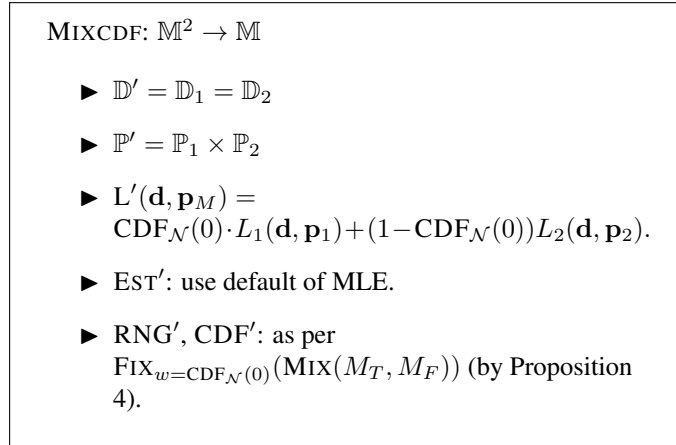 MIXCDF: 𝕄² → 𝕄
► 𝔻′ = 𝔻₁ = 𝔻₂
► ℙ′ = ℙ₁ × ℙ₂
► L′(𝐝, 𝐩_M) =
CDF_𝒩(0)·L₁(𝐝, 𝐩₁)+(1−CDF_𝒩(0))L₂(𝐝, 𝐩₂).
► EST′: use default of MLE.
► RNG′, CDF′: as per
FIX_{w=CDF_𝒩(0)}(MIX(M_T, M_F)) (by Proposition
4).